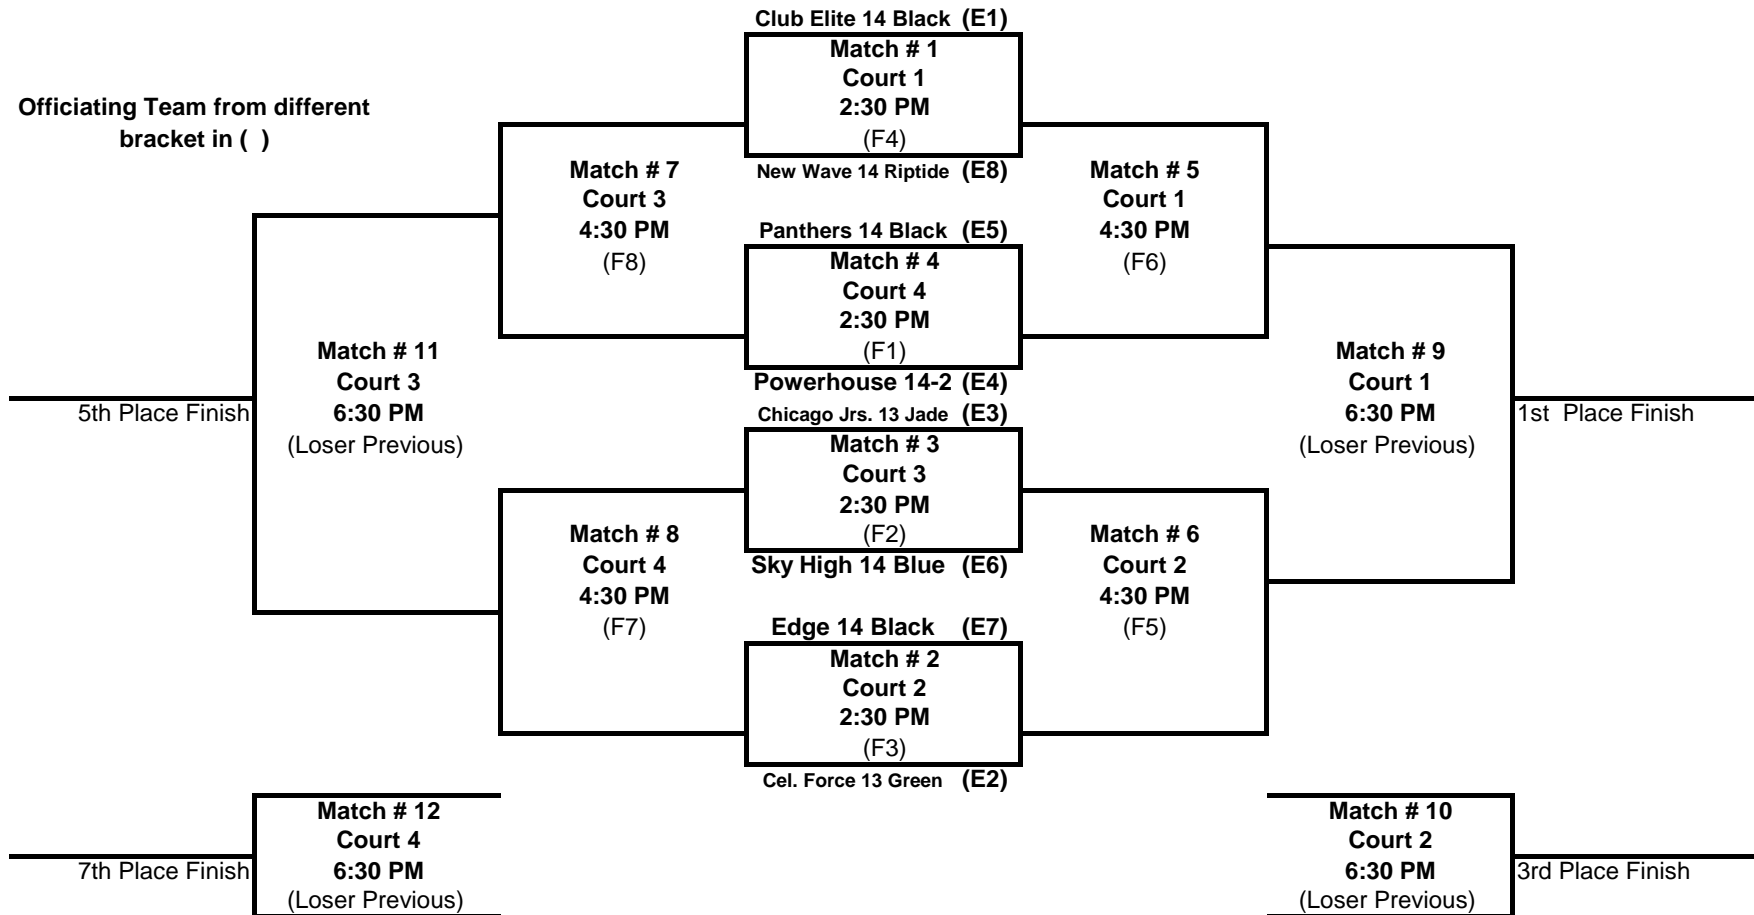 Club Elite 14 Black (E1)
Match # 1
Court 1
2:30 PM
(F4)
New Wave 14 Riptide (E8)
Officiating Team from different
bracket in (  )
Match # 7
Court 3
4:30 PM
(F8)
Match # 5
Court 1
4:30 PM
(F6)
Panthers 14 Black (E5)
Match # 4
Court 4
2:30 PM
(F1)
Powerhouse 14-2 (E4)
Match # 11
Court 3
6:30 PM
(Loser Previous)
5th Place Finish
Match # 9
Court 1
6:30 PM
(Loser Previous)
1st  Place Finish
Chicago Jrs. 13 Jade (E3)
Match # 3
Court 3
2:30 PM
(F2)
Sky High 14 Blue (E6)
Match # 8
Court 4
4:30 PM
(F7)
Match # 6
Court 2
4:30 PM
(F5)
Edge 14 Black (E7)
Match # 2
Court 2
2:30 PM
(F3)
Cel. Force 13 Green (E2)
Match # 12
Court 4
6:30 PM
(Loser Previous)
7th Place Finish
Match # 10
Court 2
6:30 PM
(Loser Previous)
3rd Place Finish